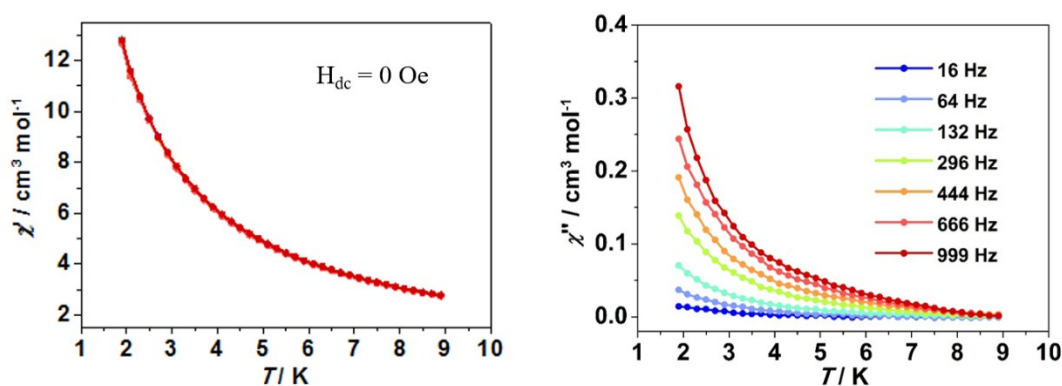 12
10
8
6
4
2
χ' / cm³ mol⁻¹
H_dc = 0 Oe
1 2 3 4 5 6 7 8 9 10
T / K
0.4
0.3
0.2
0.1
0.0
χ" / cm³ mol⁻¹
16 Hz
64 Hz
132 Hz
296 Hz
444 Hz
666 Hz
999 Hz
1 2 3 4 5 6 7 8 9 10
T / K